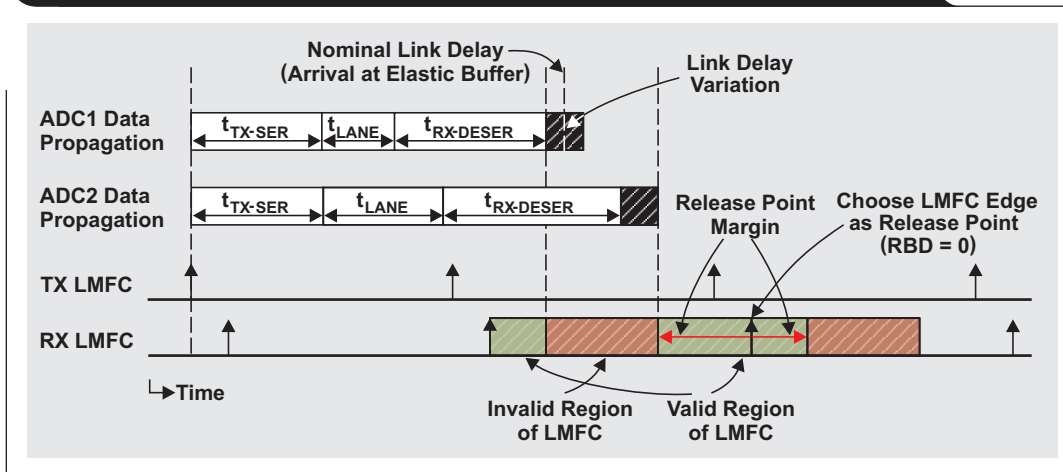 Nominal Link Delay
(Arrival at Elastic Buffer)
Link Delay
Variation
ADC1 Data
Propagation
tTX-SER
tLANE
tRX-DESER
ADC2 Data
Propagation
tTX-SER
tLANE
tRX-DESER
Release Point
Margin
Choose LMFC Edge
as Release Point
(RBD = 0)
TX LMFC
RX LMFC
Time
Invalid Region
of LMFC
Valid Region
of LMFC